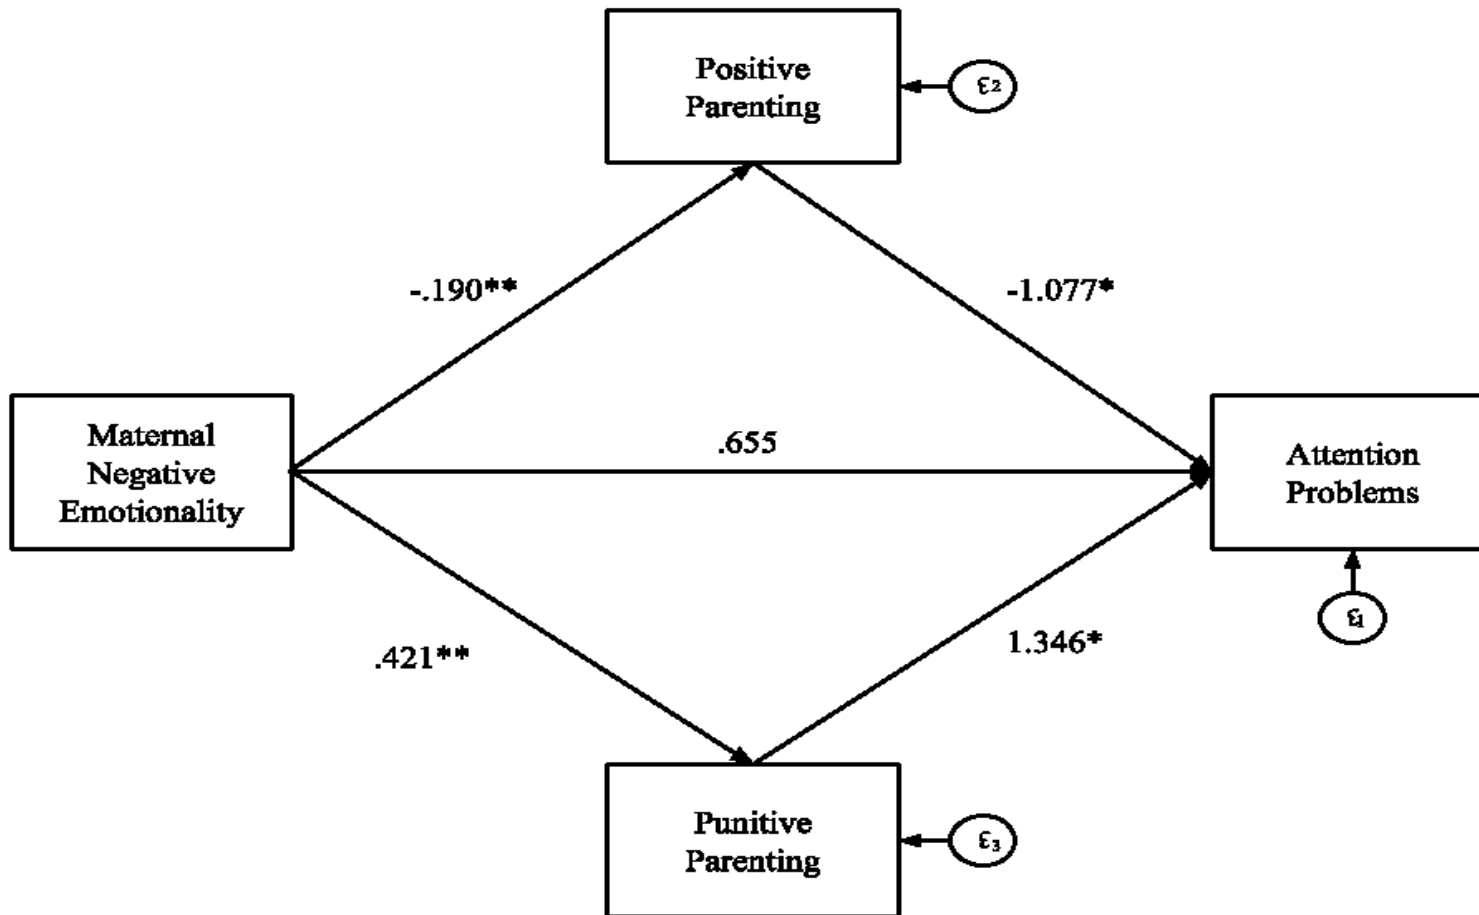 Positive
Parenting
ε2
-.190**
-1.077*
Maternal
Negative
Emotionality
.655
Attention
Problems
ε1
.421**
1.346*
Punitive
Parenting
ε3